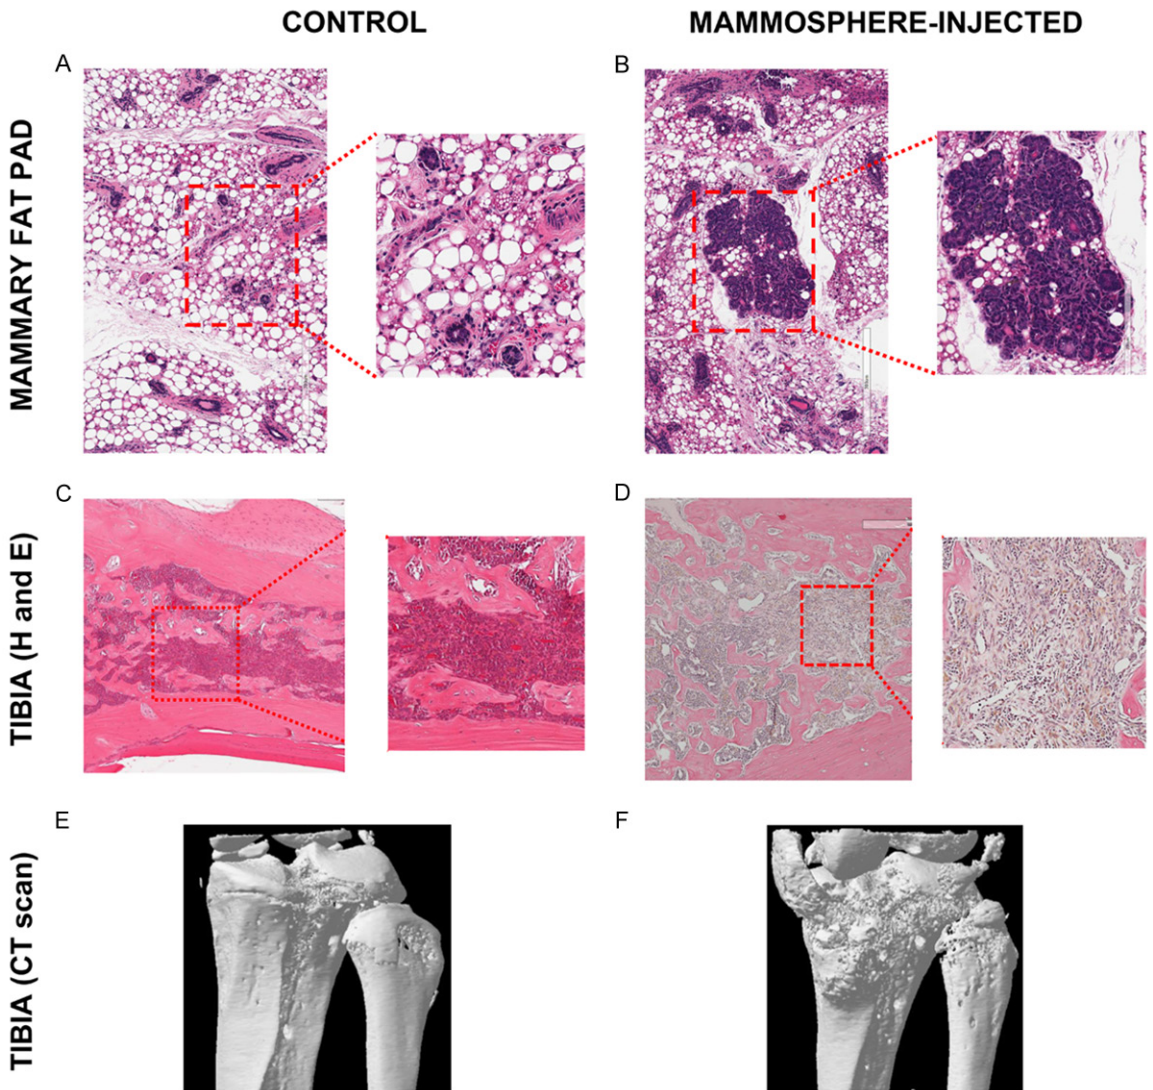 CONTROL
MAMMOSPHERE-INJECTED
A
B
MAMMARY FAT PAD
C
D
TIBIA (H and E)
E
F
TIBIA (CT scan)